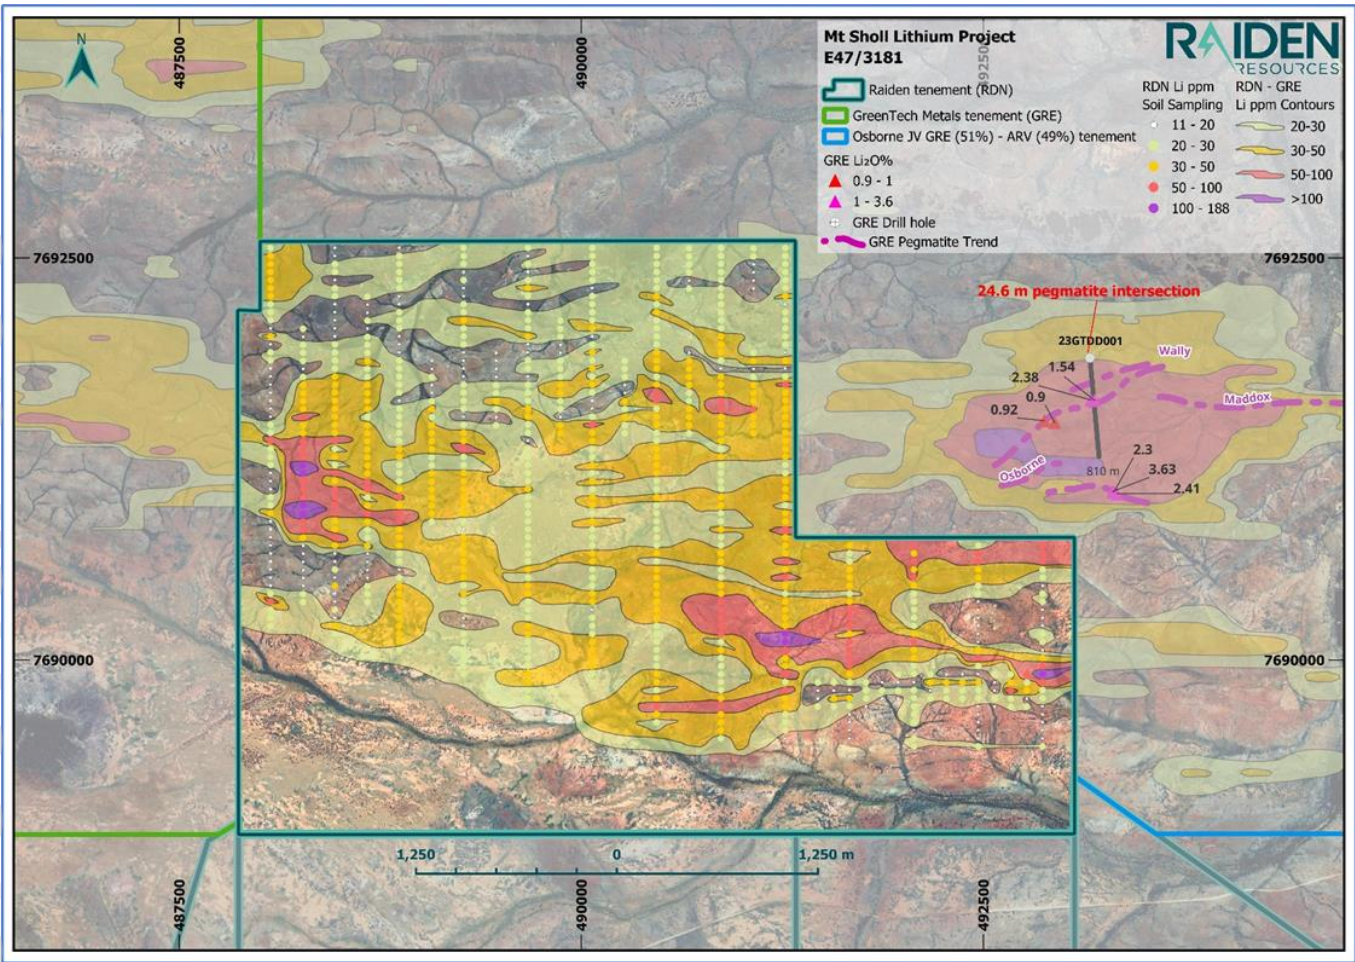 N
487500
490000
492500
Mt Sholl Lithium Project
E47/3181
Raiden tenement (RDN)
GreenTech Metals tenement (GRE)
Osborne JV GRE (51%) - ARV (49%) tenement
GRE Li₂O%
0.9 - 1
1 - 3.6
GRE Drill hole
GRE Pegmatite Trend
RAIDEN
RESOURCES
RDN Li ppm
Soil Sampling
11 - 20
20 - 30
30 - 50
50 - 100
100 - 188
RDN - GRE
Li ppm Contours
20-30
30-50
50-100
>100
7692500
7692500
24.6 m pegmatite intersection
23GTDD001
Wally
1.54
2.38
0.9
0.92
Maddox
2.3
Osborne
810 m
3.63
2.41
7690000
7690000
1,250
0
1,250 m
487500
490000
492500